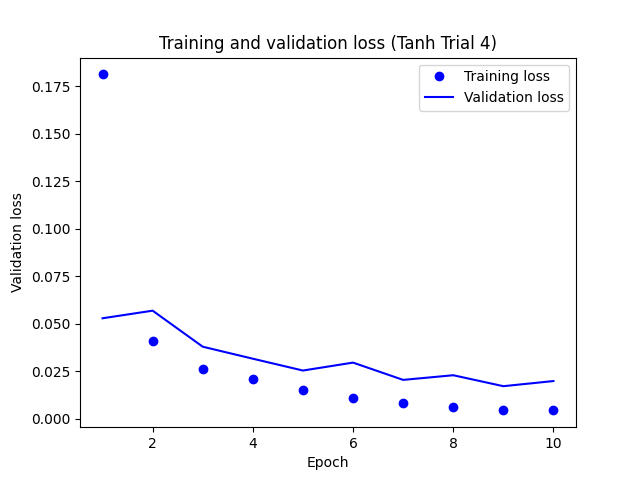 Training and validation loss (Tanh Trial 4)
Training loss
Validation loss
Validation loss
0.175
0.150
0.125
0.100
0.075
0.050
0.025
0.000
2
4
6
8
10
Epoch